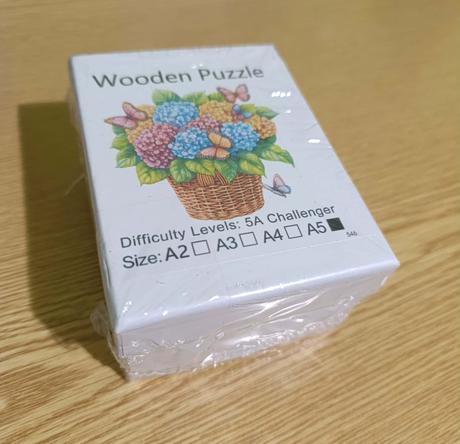 Wooden Puzzle
Difficulty Levels: 5A Challenger
Size: A2☐ A3☐ A4☐ A5■ 546